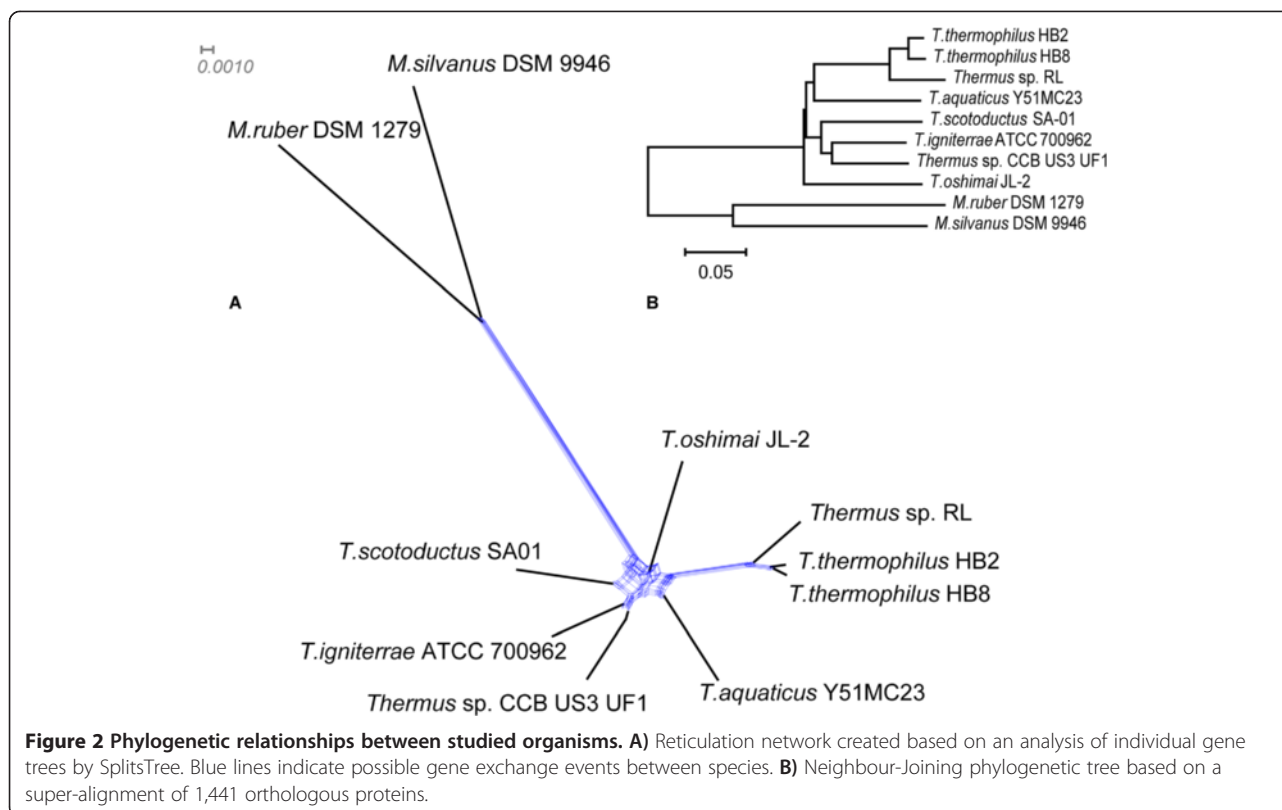 0.0010
M.silvanus DSM 9946
M.ruber DSM 1279
A
T.oshimai JL-2
Thermus sp. RL
T.thermophilus HB2
T.thermophilus HB8
T.scotoductus SA01
T.igniterrae ATCC 700962
Thermus sp. CCB US3 UF1
T.aquaticus Y51MC23
T.thermophilus HB2
T.thermophilus HB8
Thermus sp. RL
T.aquaticus Y51MC23
T.scotoductus SA-01
T.igniterrae ATCC 700962
Thermus sp. CCB US3 UF1
T.oshimai JL-2
M.ruber DSM 1279
M.silvanus DSM 9946
0.05
B
Figure 2 Phylogenetic relationships between studied organisms. A) Reticulation network created based on an analysis of individual gene
trees by SplitsTree. Blue lines indicate possible gene exchange events between species. B) Neighbour-Joining phylogenetic tree based on a
super-alignment of 1,441 orthologous proteins.